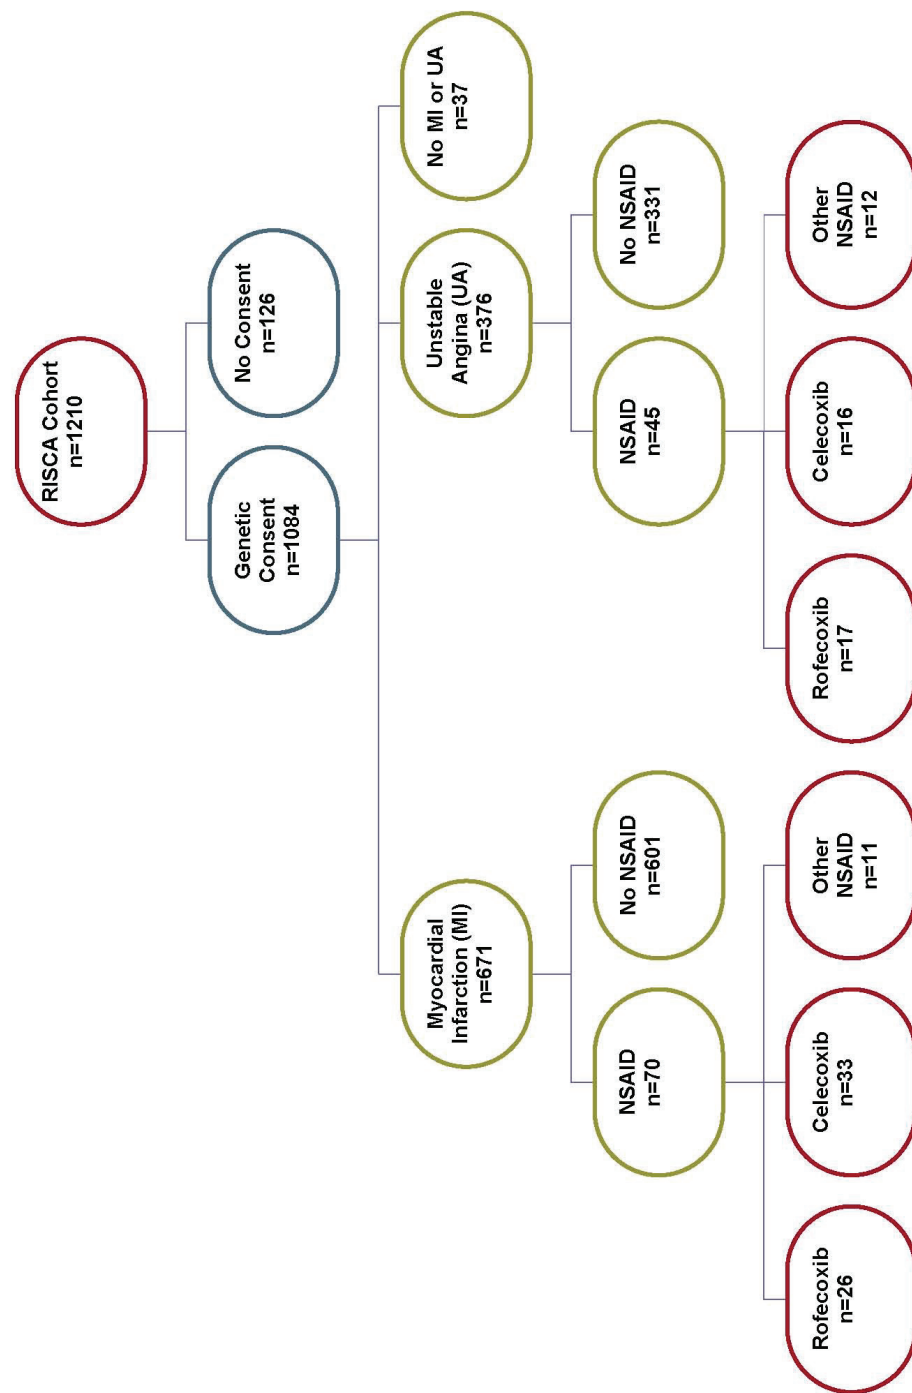 RISCA Cohort
n=1210
Genetic
Consent
n=1084
No Consent
n=126
Myocardial
Infarction (MI)
n=671
Unstable
Angina (UA)
n=376
No MI or UA
n=37
NSAID
n=70
No NSAID
n=601
NSAID
n=45
No NSAID
n=331
Rofecoxib
n=26
Celecoxib
n=33
Other
NSAID
n=11
Rofecoxib
n=17
Celecoxib
n=16
Other
NSAID
n=12